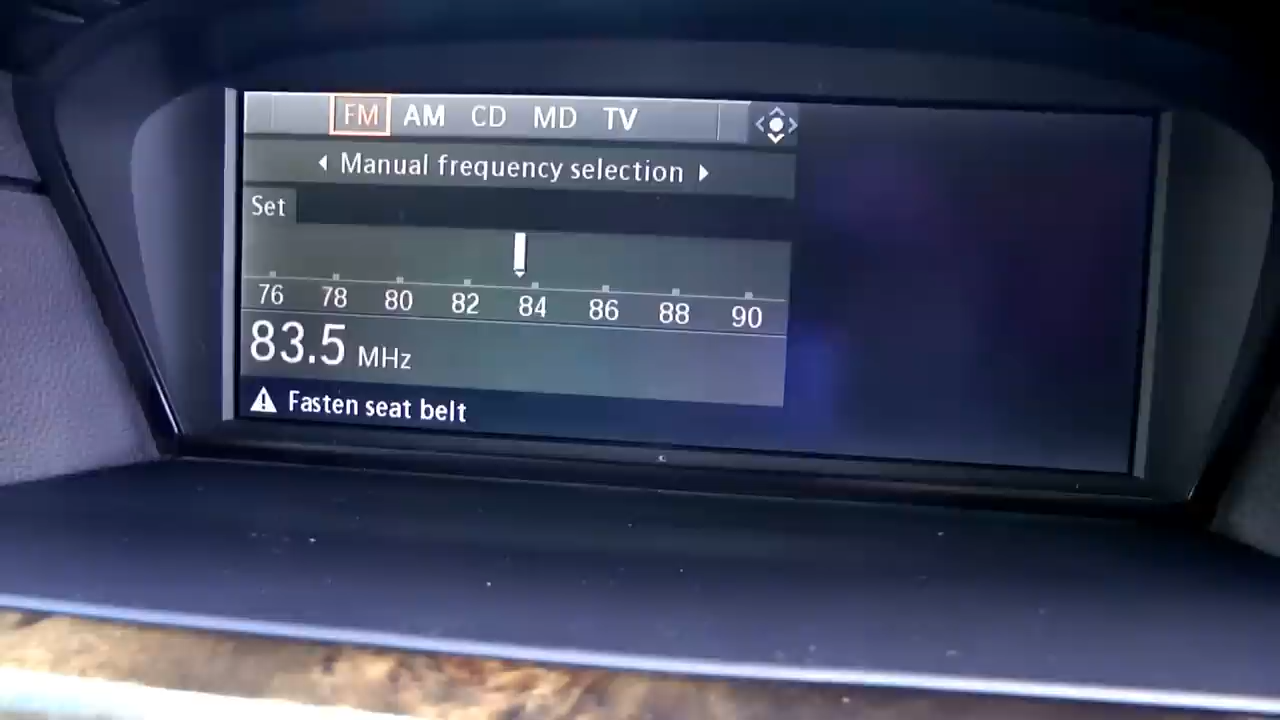 FM AM CD MD TV
Manual frequency selection
Set
76 78 80 82 84 86 88 90
83.5 MHz
Fasten seat belt